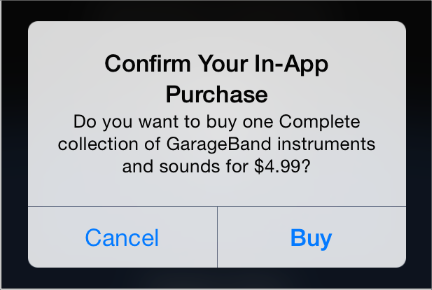 Confirm Your In-App
Purchase
Do you want to buy one Complete
collection of GarageBand instruments
and sounds for $4.99?
Cancel
Buy